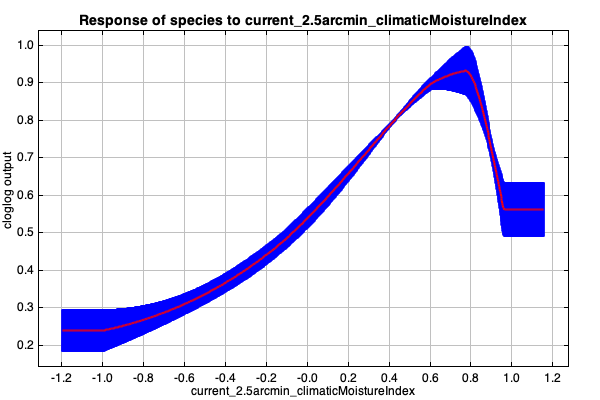 Response of species to current_2.5arcmin_climaticMoistureIndex
1.0
0.9
0.8
0.7
0.6
0.5
0.4
0.3
0.2
cloglog output
-1.2 -1.0 -0.8 -0.6 -0.4 -0.2 0.0 0.2 0.4 0.6 0.8 1.0 1.2
current_2.5arcmin_climaticMoistureIndex